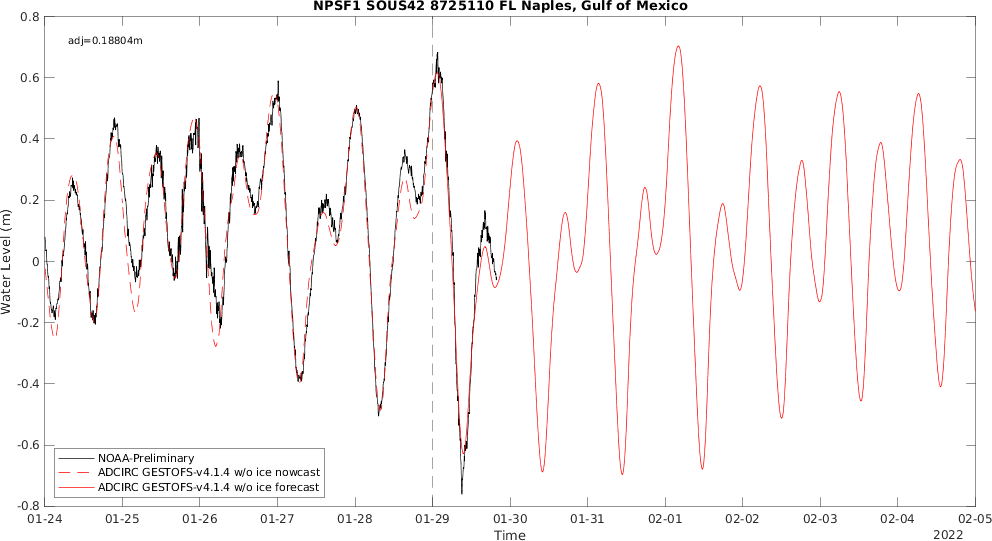 NPSF1 SOUS42 8725110 FL Naples, Gulf of Mexico
adj=0.18804m
0.8
0.6
0.4
0.2
0
-0.2
-0.4
-0.6
-0.8
Water Level (m)
NOAA-Preliminary
ADCIRC GESTOFS-v4.1.4 w/o ice nowcast
ADCIRC GESTOFS-v4.1.4 w/o ice forecast
01-24 01-25 01-26 01-27 01-28 01-29 01-30 01-31 02-01 02-02 02-03 02-04 02-05
Time
2022